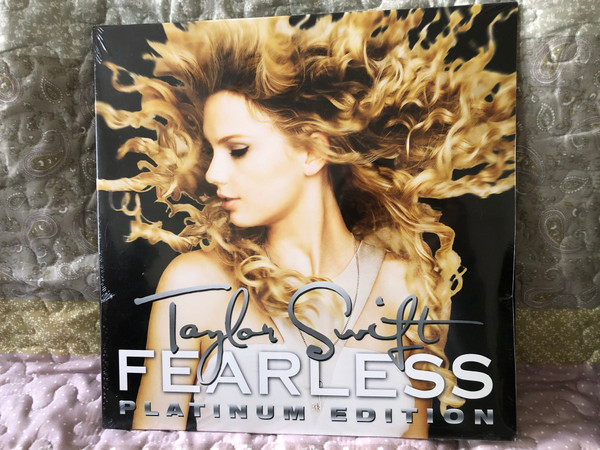 Taylor Swift
FEARLESS
PLATINUM EDITION